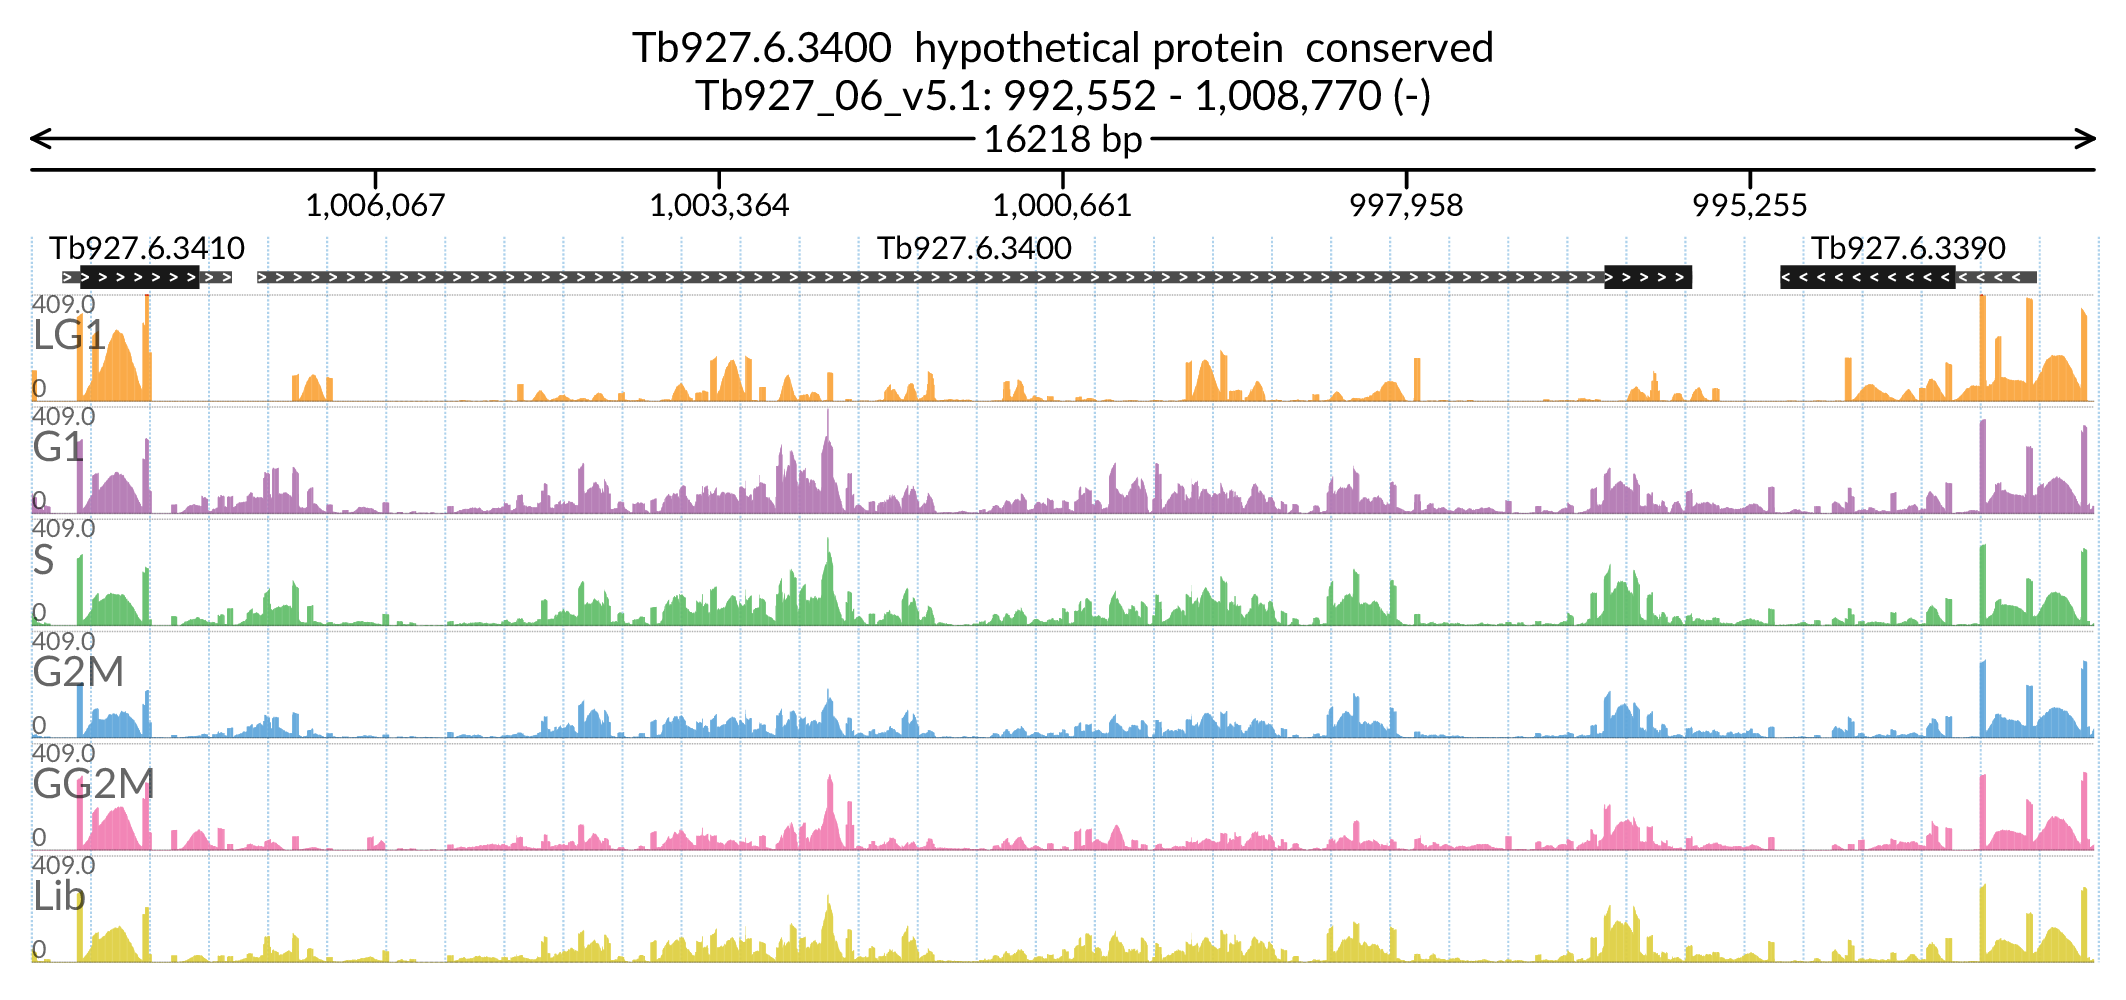 Tb927.6.3400 hypothetical protein conserved
Tb927_06_v5.1: 992,552 - 1,008,770 (-)
16218 bp
1,006,067 1,003,364 1,000,661 997,958 995,255
Tb927.6.3410 Tb927.6.3400 Tb927.6.3390
409.0
LG1
0
409.0
G1
0
409.0
S
0
409.0
G2M
0
409.0
GG2M
0
409.0
Lib
0